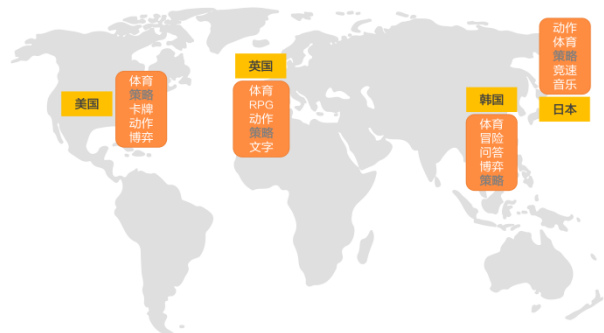 美国
体育
策略
卡牌
动作
博弈
英国
体育
RPG
动作
策略
文字
韩国
体育
冒险
问答
博弈
策略
动作
体育
策略
竞速
音乐
日本